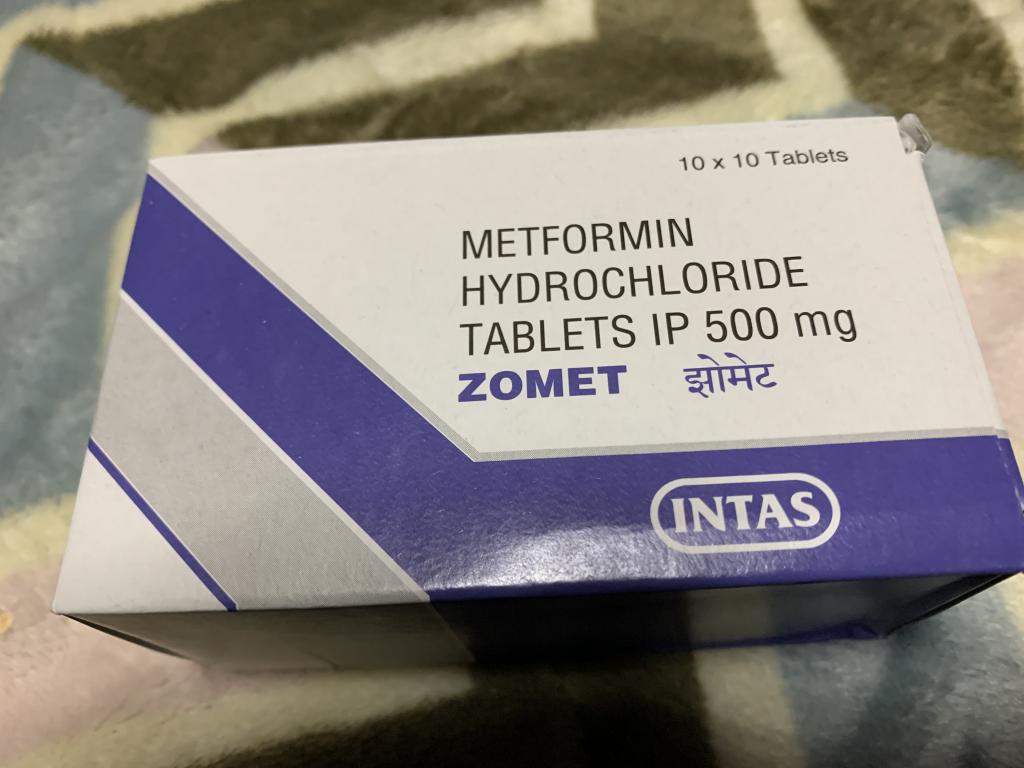 10 x 10 Tablets
METFORMIN
HYDROCHLORIDE
TABLETS IP 500 mg
ZOMET झोमेट
INTAS